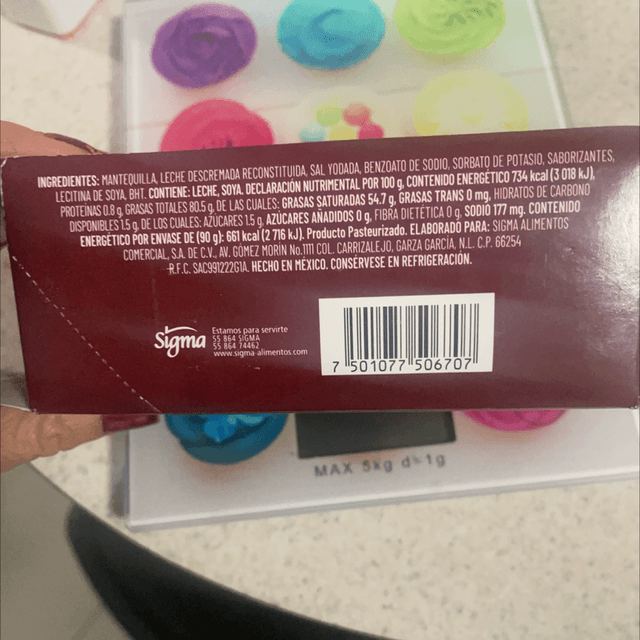 INGREDIENTES: MANTEQUILLA, LECHE DESCREMADA RECONSTITUIDA, SAL YODADA, BENZOATO DE SODIO, SORBATO DE POTASIO, SABORIZANTES,
LECITINA DE SOYA, BHT. CONTIENE: LECHE, SOYA. DECLARACIÓN NUTRIMENTAL POR 100 g, CONTENIDO ENERGÉTICO 734 kcal (3 018 kJ),
PROTEÍNAS 0.8 g, GRASAS TOTALES 80.5 g, DE LAS CUALES: GRASAS SATURADAS 54.7 g, GRASAS TRANS 0 mg, HIDRATOS DE CARBONO
DISPONIBLES 1.5 g, DE LOS CUALES: AZÚCARES 1.5 g, AZÚCARES AÑADIDOS 0 g, FIBRA DIETÉTICA 0 g, SODIO 177 mg. CONTENIDO
ENERGÉTICO POR ENVASE DE (90 g): 661 kcal (2 716 kJ). Producto Pasteurizado. ELABORADO PARA: SIGMA ALIMENTOS
COMERCIAL, S.A. DE C.V., AV. GÓMEZ MORÍN No.1111 COL. CARRIZALEJO, GARZA GARCÍA, N.L. C.P. 66254
R.F.C. SAC991222G1A. HECHO EN MÉXICO. CONSÉRVESE EN REFRIGERACIÓN.
Sigma
Estamos para servirte
55 864 SIGMA
55 864 74462
www.sigma-alimentos.com
7 501077 506707
MAX 5kg d=1g